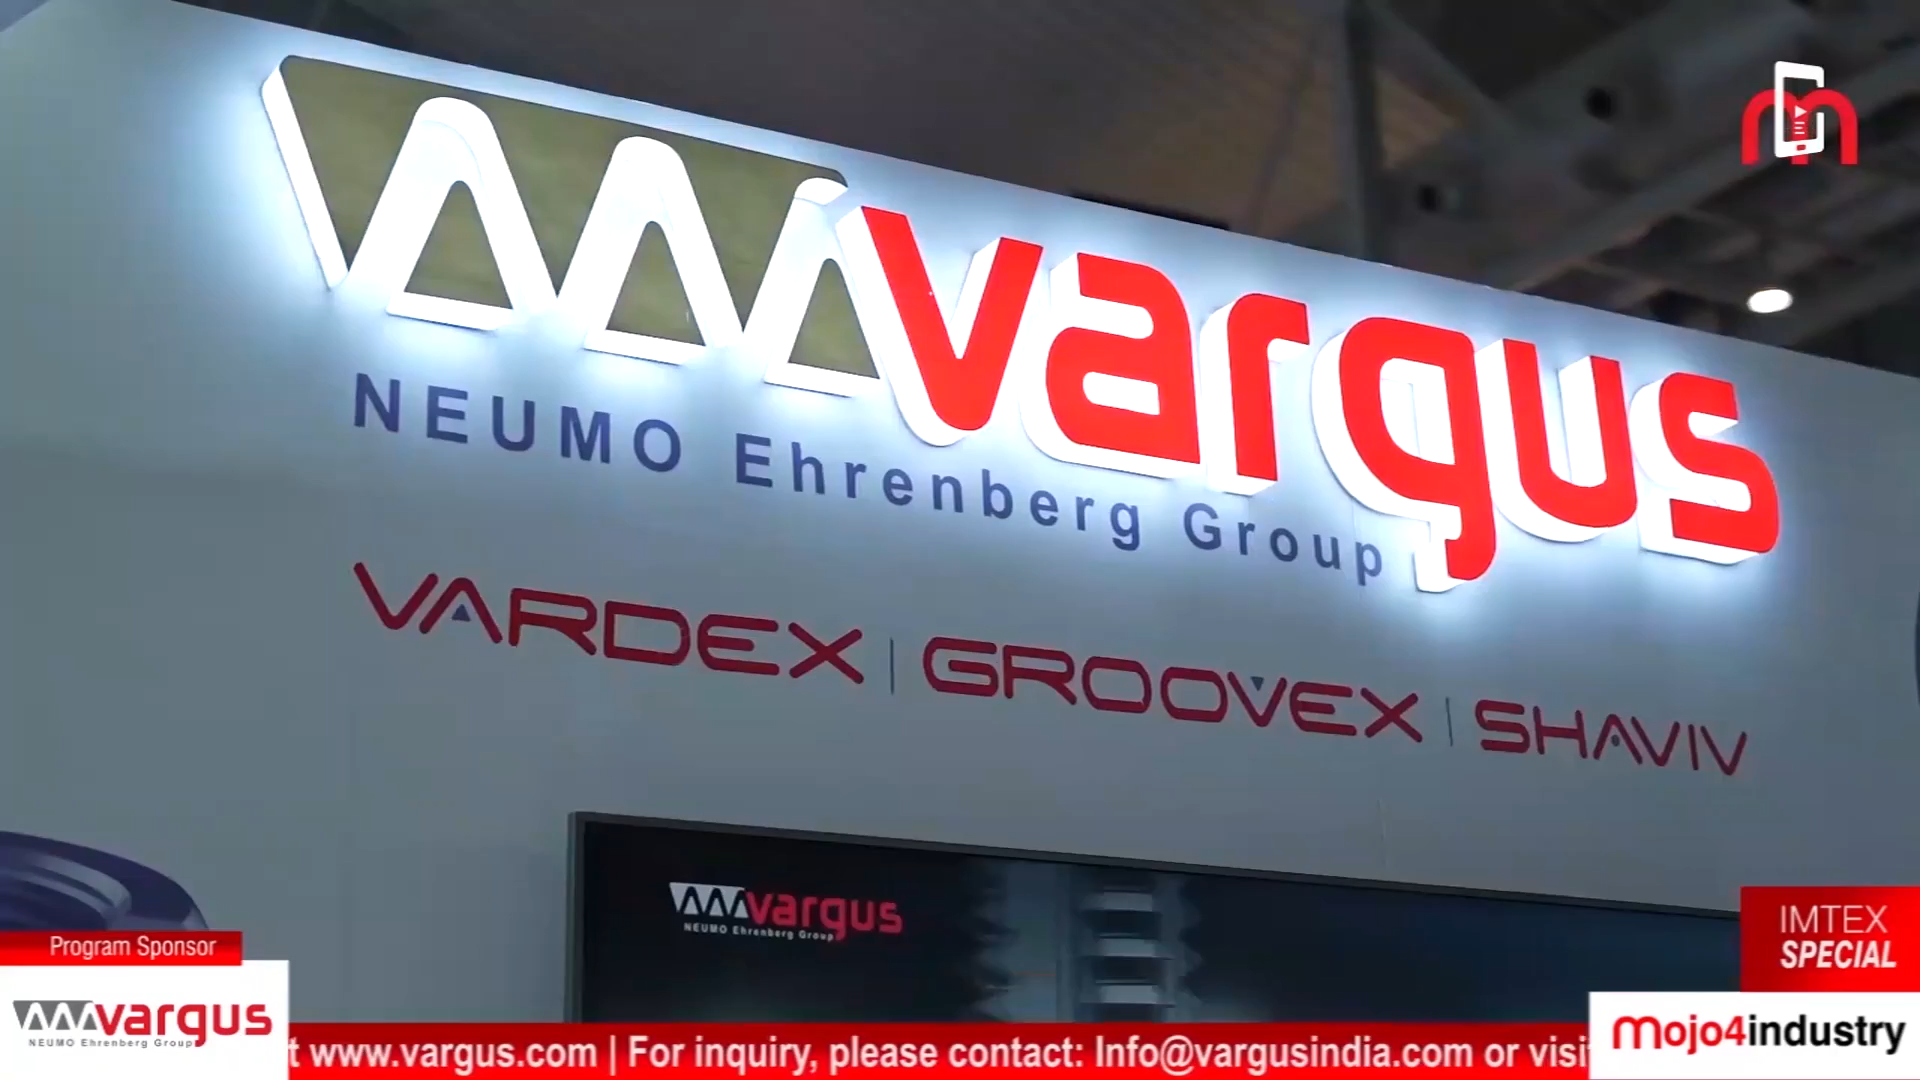 vargus
NEUMO Ehrenberg Group
VARDEX | GROOVEX | SHAVIV
vargus
NEUMO Ehrenberg Group
IMTEX
SPECIAL
Program Sponsor
vargus
NEUMO Ehrenberg Group
t www.vargus.com | For inquiry, please contact: Info@vargusindia.com or visi
mojo4industry